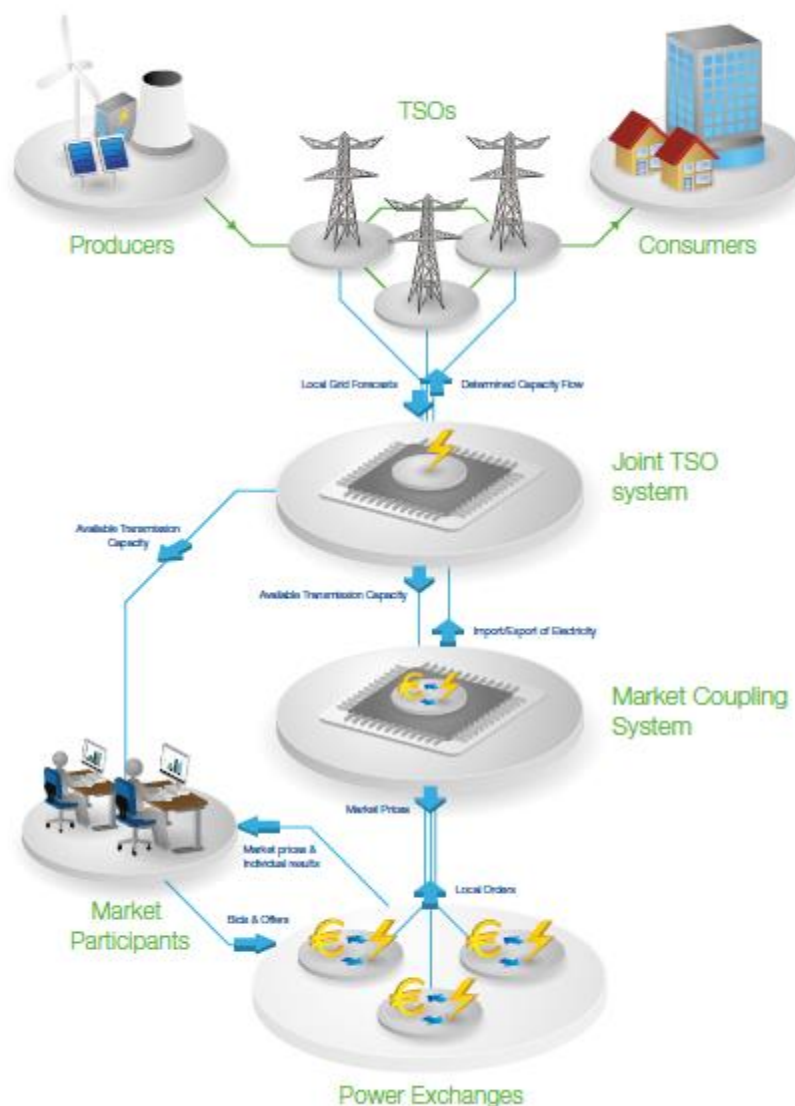 TSOs
Producers
Consumers
Local Grid Forecasts
Determined Capacity Flow
Joint TSO
system
Available Transmission
Capacity
Available Transmission Capacity
Import/Export of Electricity
Market Coupling
System
Market Prices
Market prices &
Individual results
Local Orders
Market
Participants
Bids & Offers
Power Exchanges